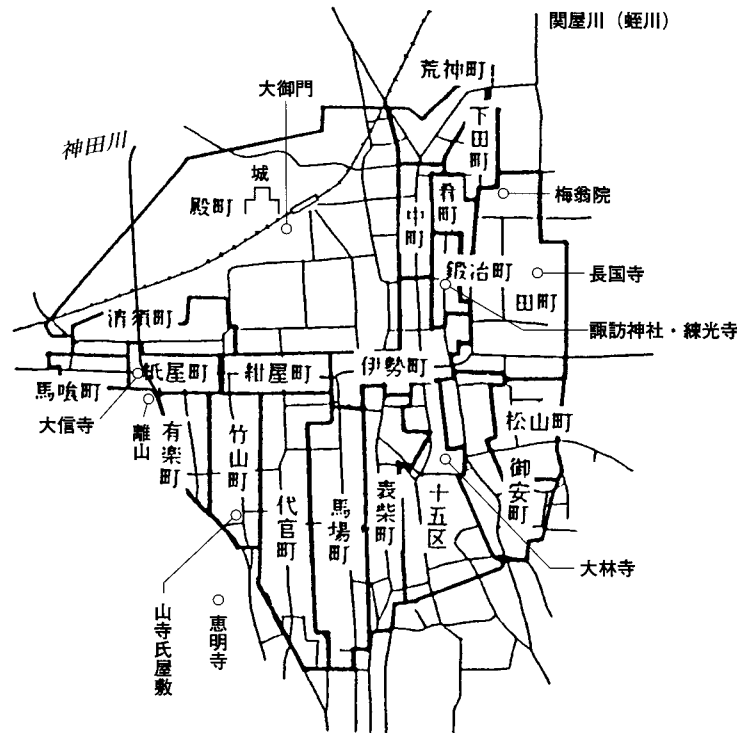 関屋川（蛭川）
荒神町
大御門
下田町
神田川
城
殿町
梅翁院
肴町
中町
鍛冶町
長国寺
田町
清須町
諏訪神社・練光寺
伊勢町
紙屋町
紺屋町
馬喰町
大信寺
離山
有楽町
竹山町
松山町
御安町
代官町
馬場町
表柴町
十五区
大林寺
山寺氏屋敷
恵明寺